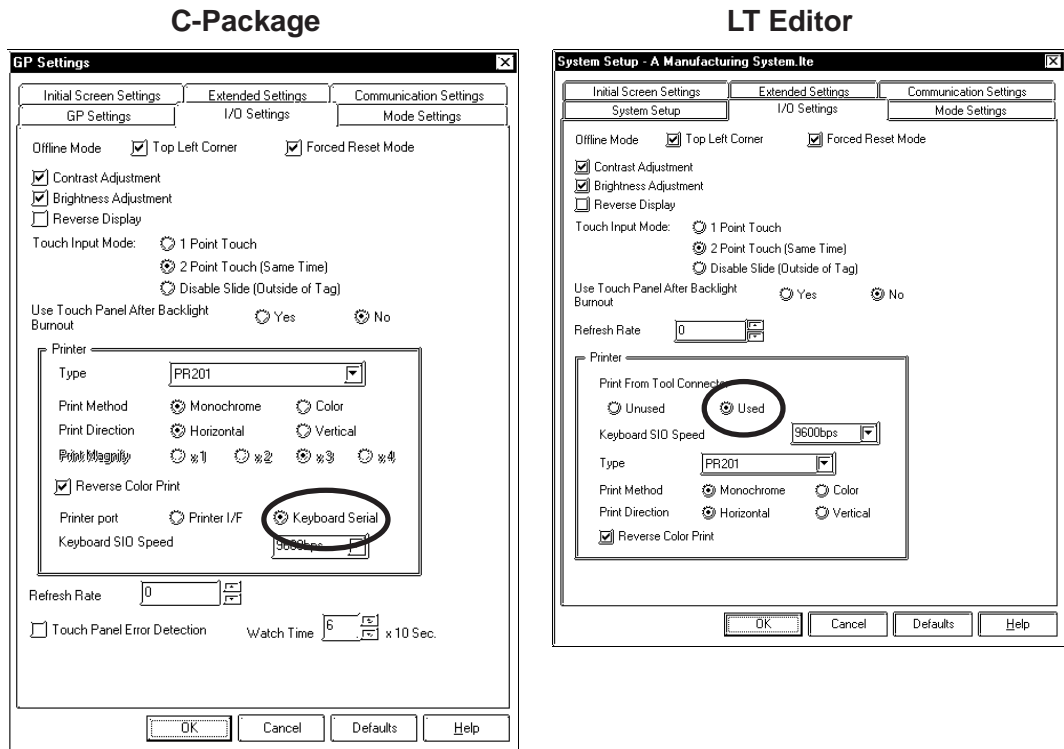 C-Package
GP Settings
Initial Screen Settings Extended Settings Communication Settings
GP Settings I/O Settings Mode Settings
Offline Mode Top Left Corner Forced Reset Mode
Contrast Adjustment
Brightness Adjustment
Reverse Display
Touch Input Mode: 1 Point Touch
2 Point Touch (Same Time)
Disable Slide (Outside of Tag)
Use Touch Panel After Backlight
Burnout Yes No
Printer
Type PR201
Print Method Monochrome Color
Print Direction Horizontal Vertical
Print Magnify x1 x2 x3 x4
Reverse Color Print
Printer port Printer I/F Keyboard Serial
Keyboard SIO Speed 9600bps
Refresh Rate 0
Touch Panel Error Detection Watch Time 6 x 10 Sec.
OK Cancel Defaults Help
LT Editor
System Setup - A Manufacturing System.lte
Initial Screen Settings Extended Settings Communication Settings
System Setup I/O Settings Mode Settings
Offline Mode Top Left Corner Forced Reset Mode
Contrast Adjustment
Brightness Adjustment
Reverse Display
Touch Input Mode: 1 Point Touch
2 Point Touch (Same Time)
Disable Slide (Outside of Tag)
Use Touch Panel After Backlight
Burnout Yes No
Refresh Rate 0
Printer
Print From Tool Connector
Unused Used
Keyboard SIO Speed 9600bps
Type PR201
Print Method Monochrome Color
Print Direction Horizontal Vertical
Reverse Color Print
OK Cancel Defaults Help